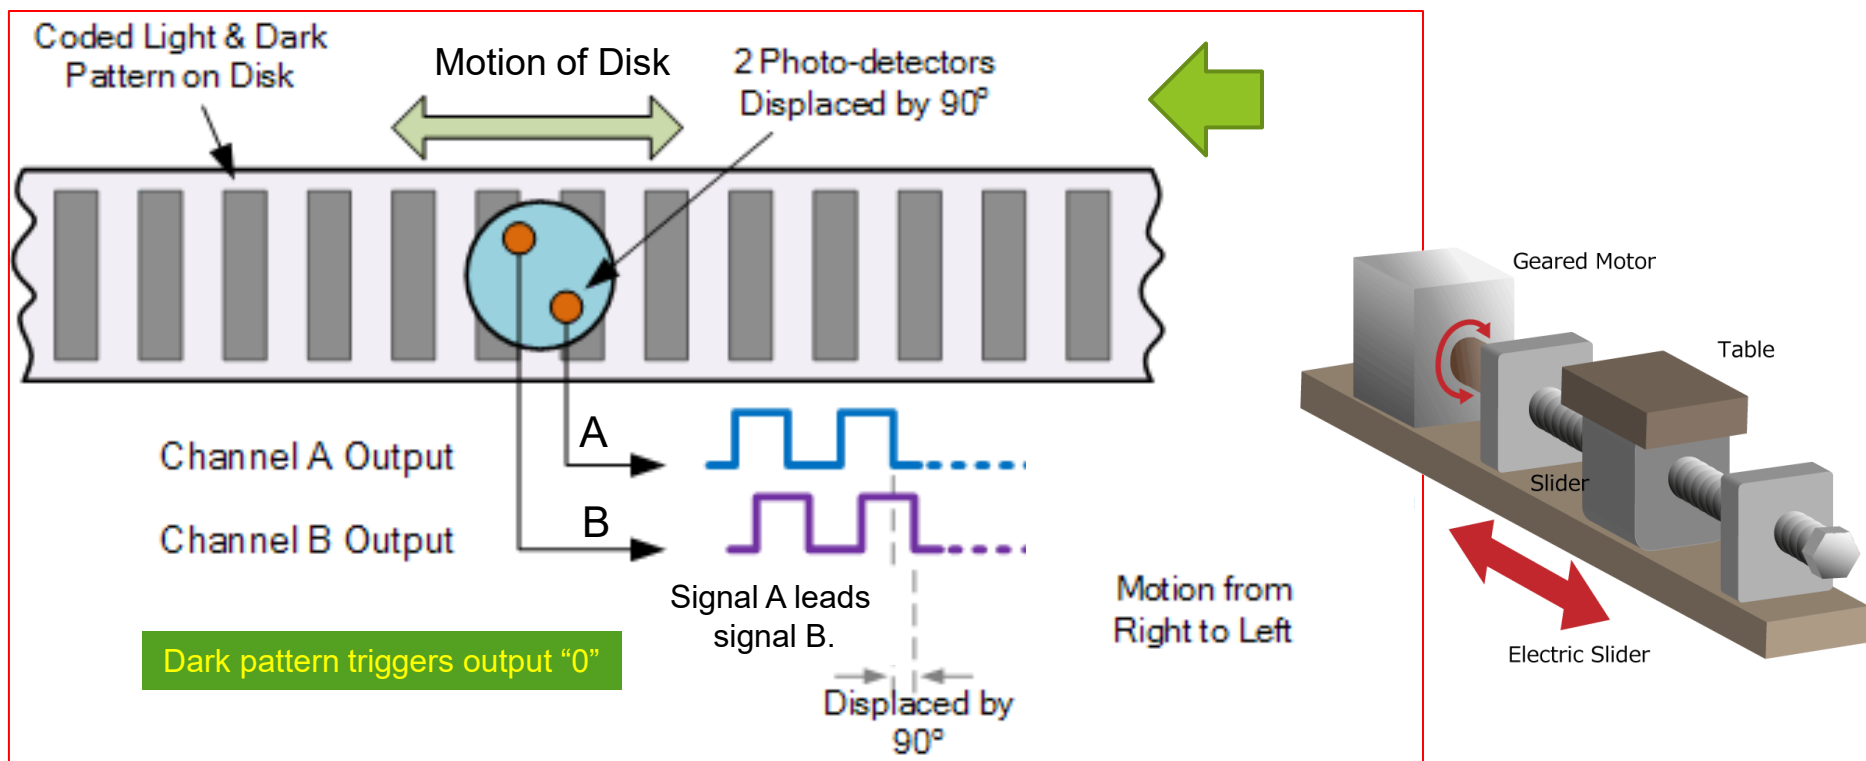 Coded Light & Dark
Pattern on Disk
Motion of Disk
2 Photo-detectors
Displaced by 90°
Channel A Output
A
Channel B Output
B
Signal A leads
signal B.
Dark pattern triggers output “0”
Displaced by
90°
Motion from
Right to Left
Geared Motor
Table
Slider
Electric Slider